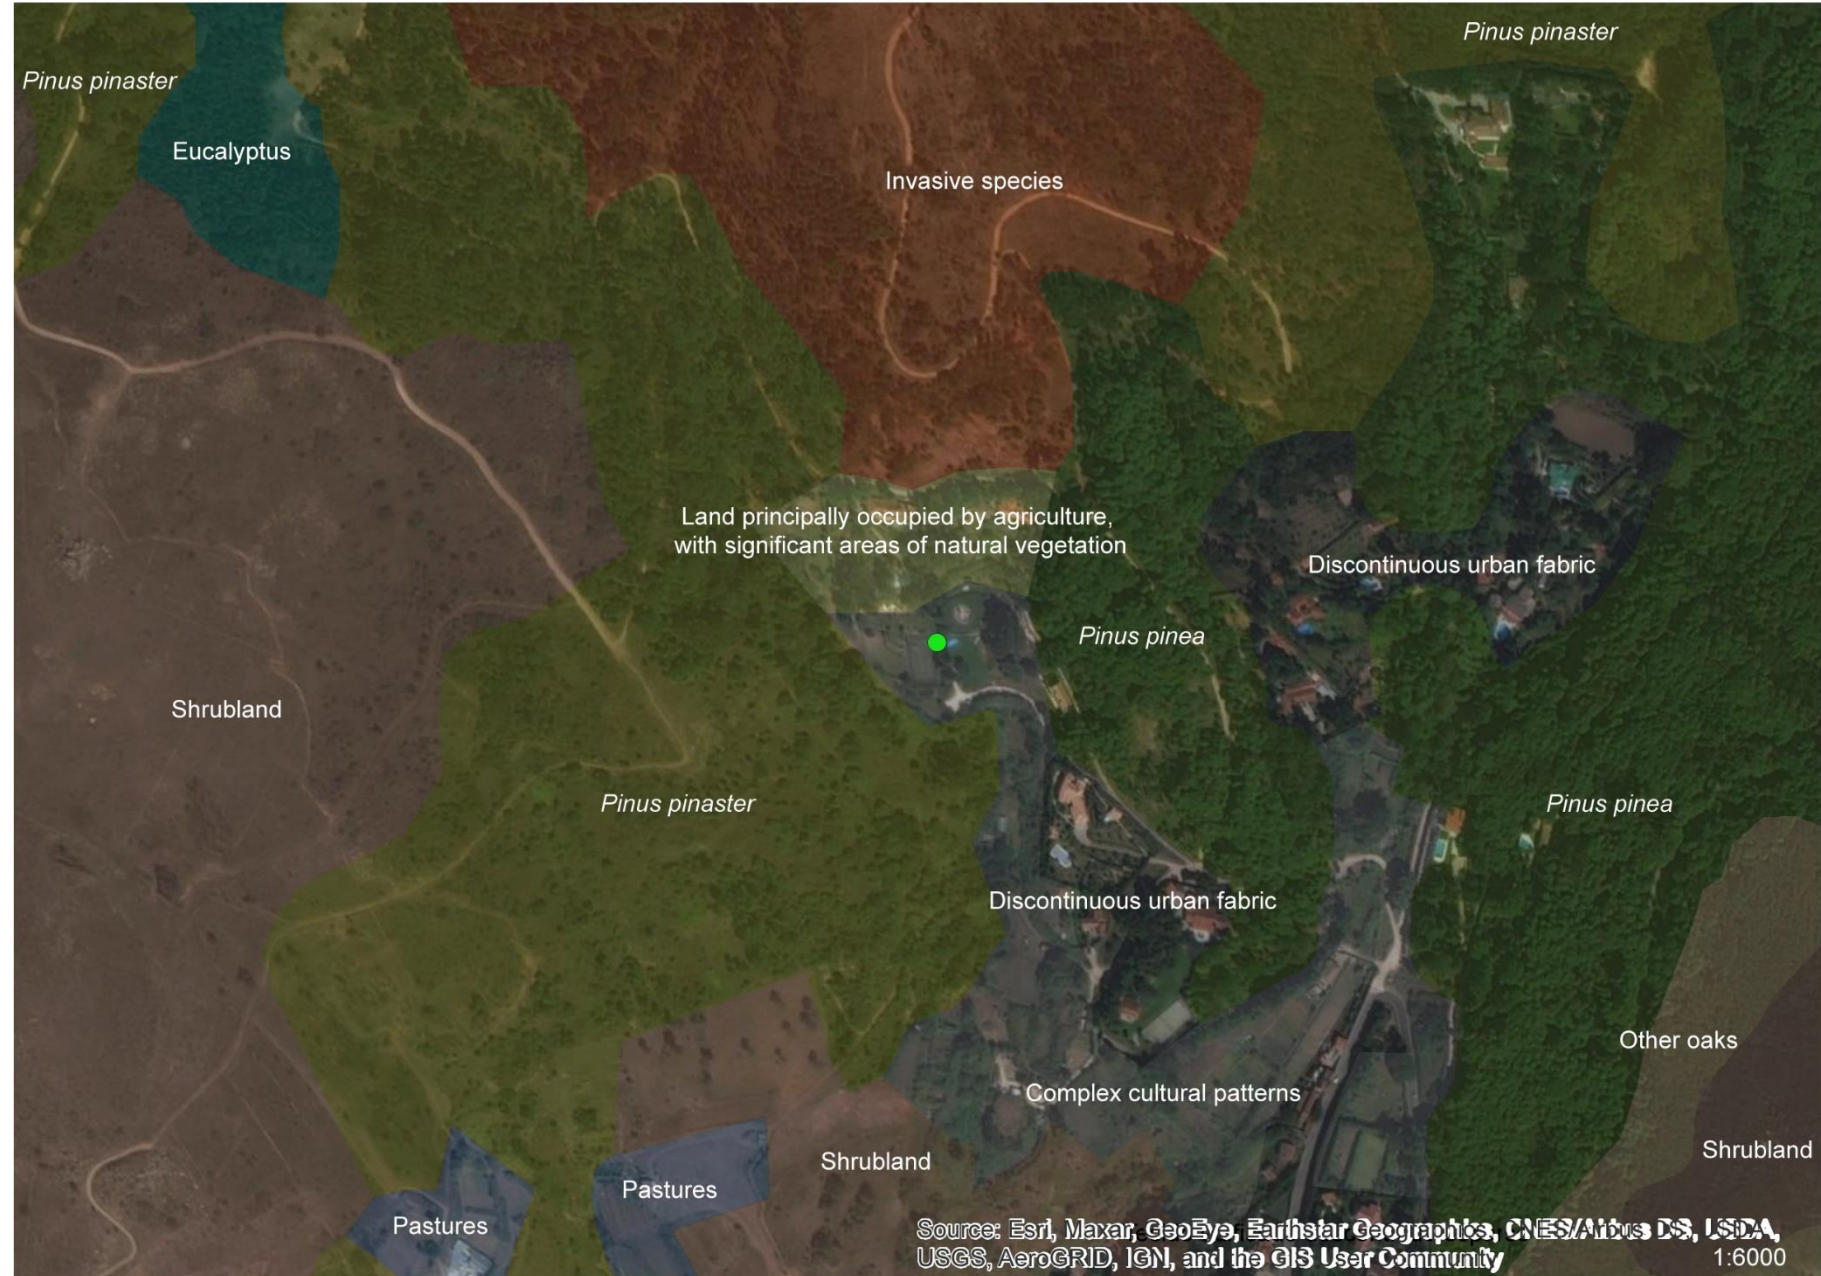 Pinus pinaster
Pinus pinaster
Eucalyptus
Invasive species
Land principally occupied by agriculture,
with significant areas of natural vegetation
Discontinuous urban fabric
Pinus pinea
Shrubland
Pinus pinaster
Pinus pinea
Discontinuous urban fabric
Other oaks
Complex cultural patterns
Shrubland
Shrubland
Pastures
Pastures
Source: Esri, Maxar, GeoEye, Earthstar Geographics, CNES/Airbus DS, USDA,
USGS, AeroGRID, IGN, and the GIS User Community
1:6000